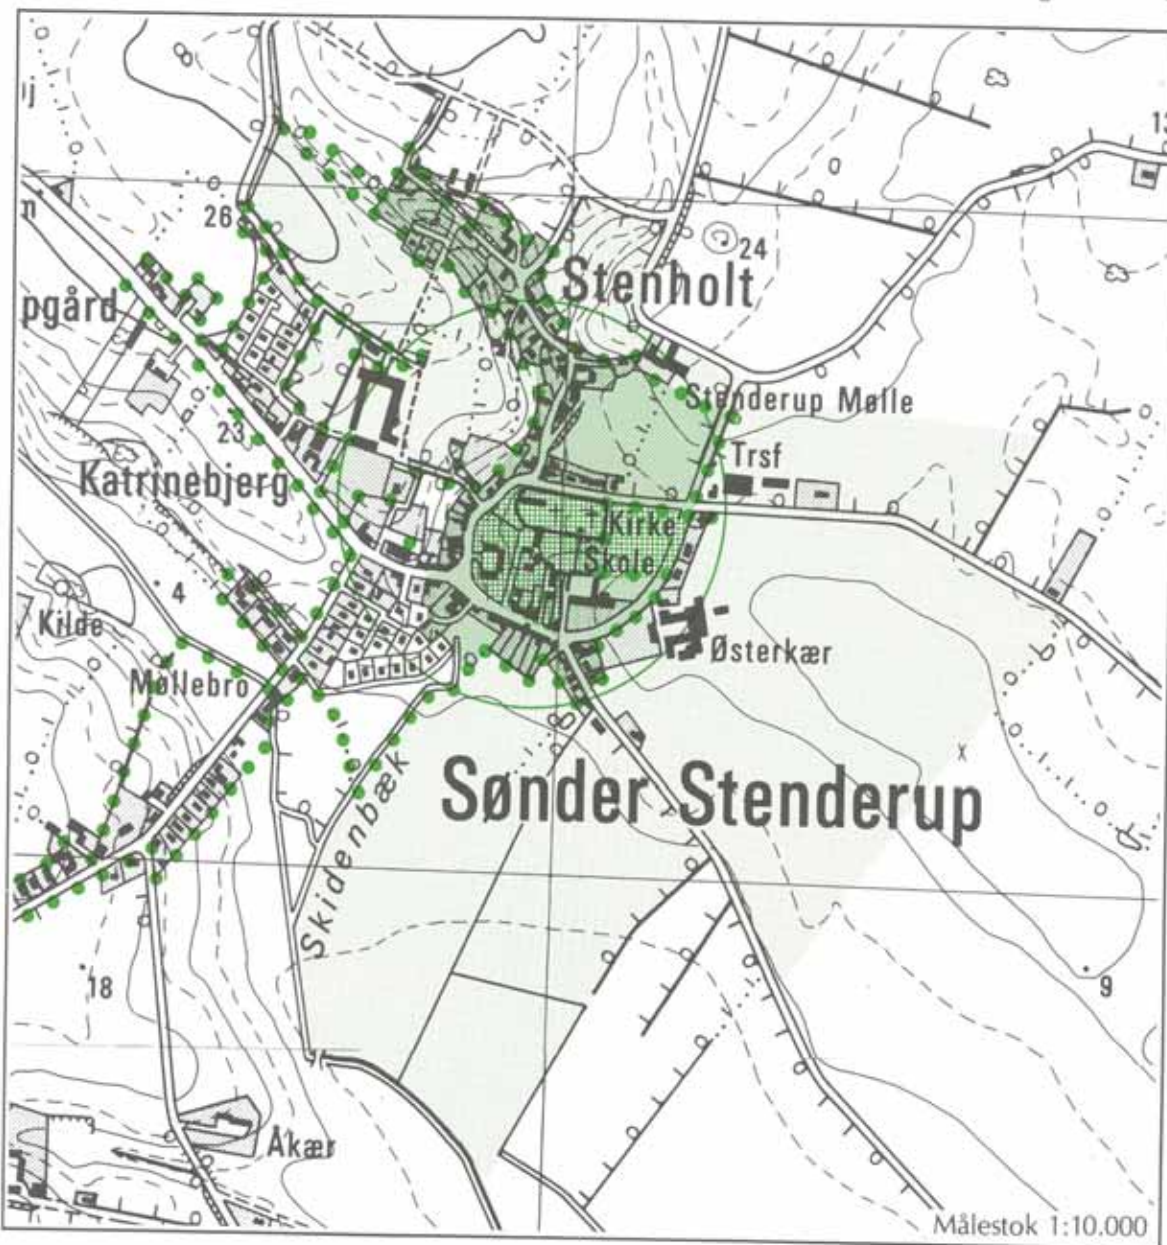 26
24
Stenholt
pgård
Stenderup Mølle
23
Trsf
Katrinebjerg
Kirke
Skole
4
Kilde
Østerkær
Møllebro
Sønder Stenderup
Skidenbæk
18
9
Åkær
Målestok 1:10.000